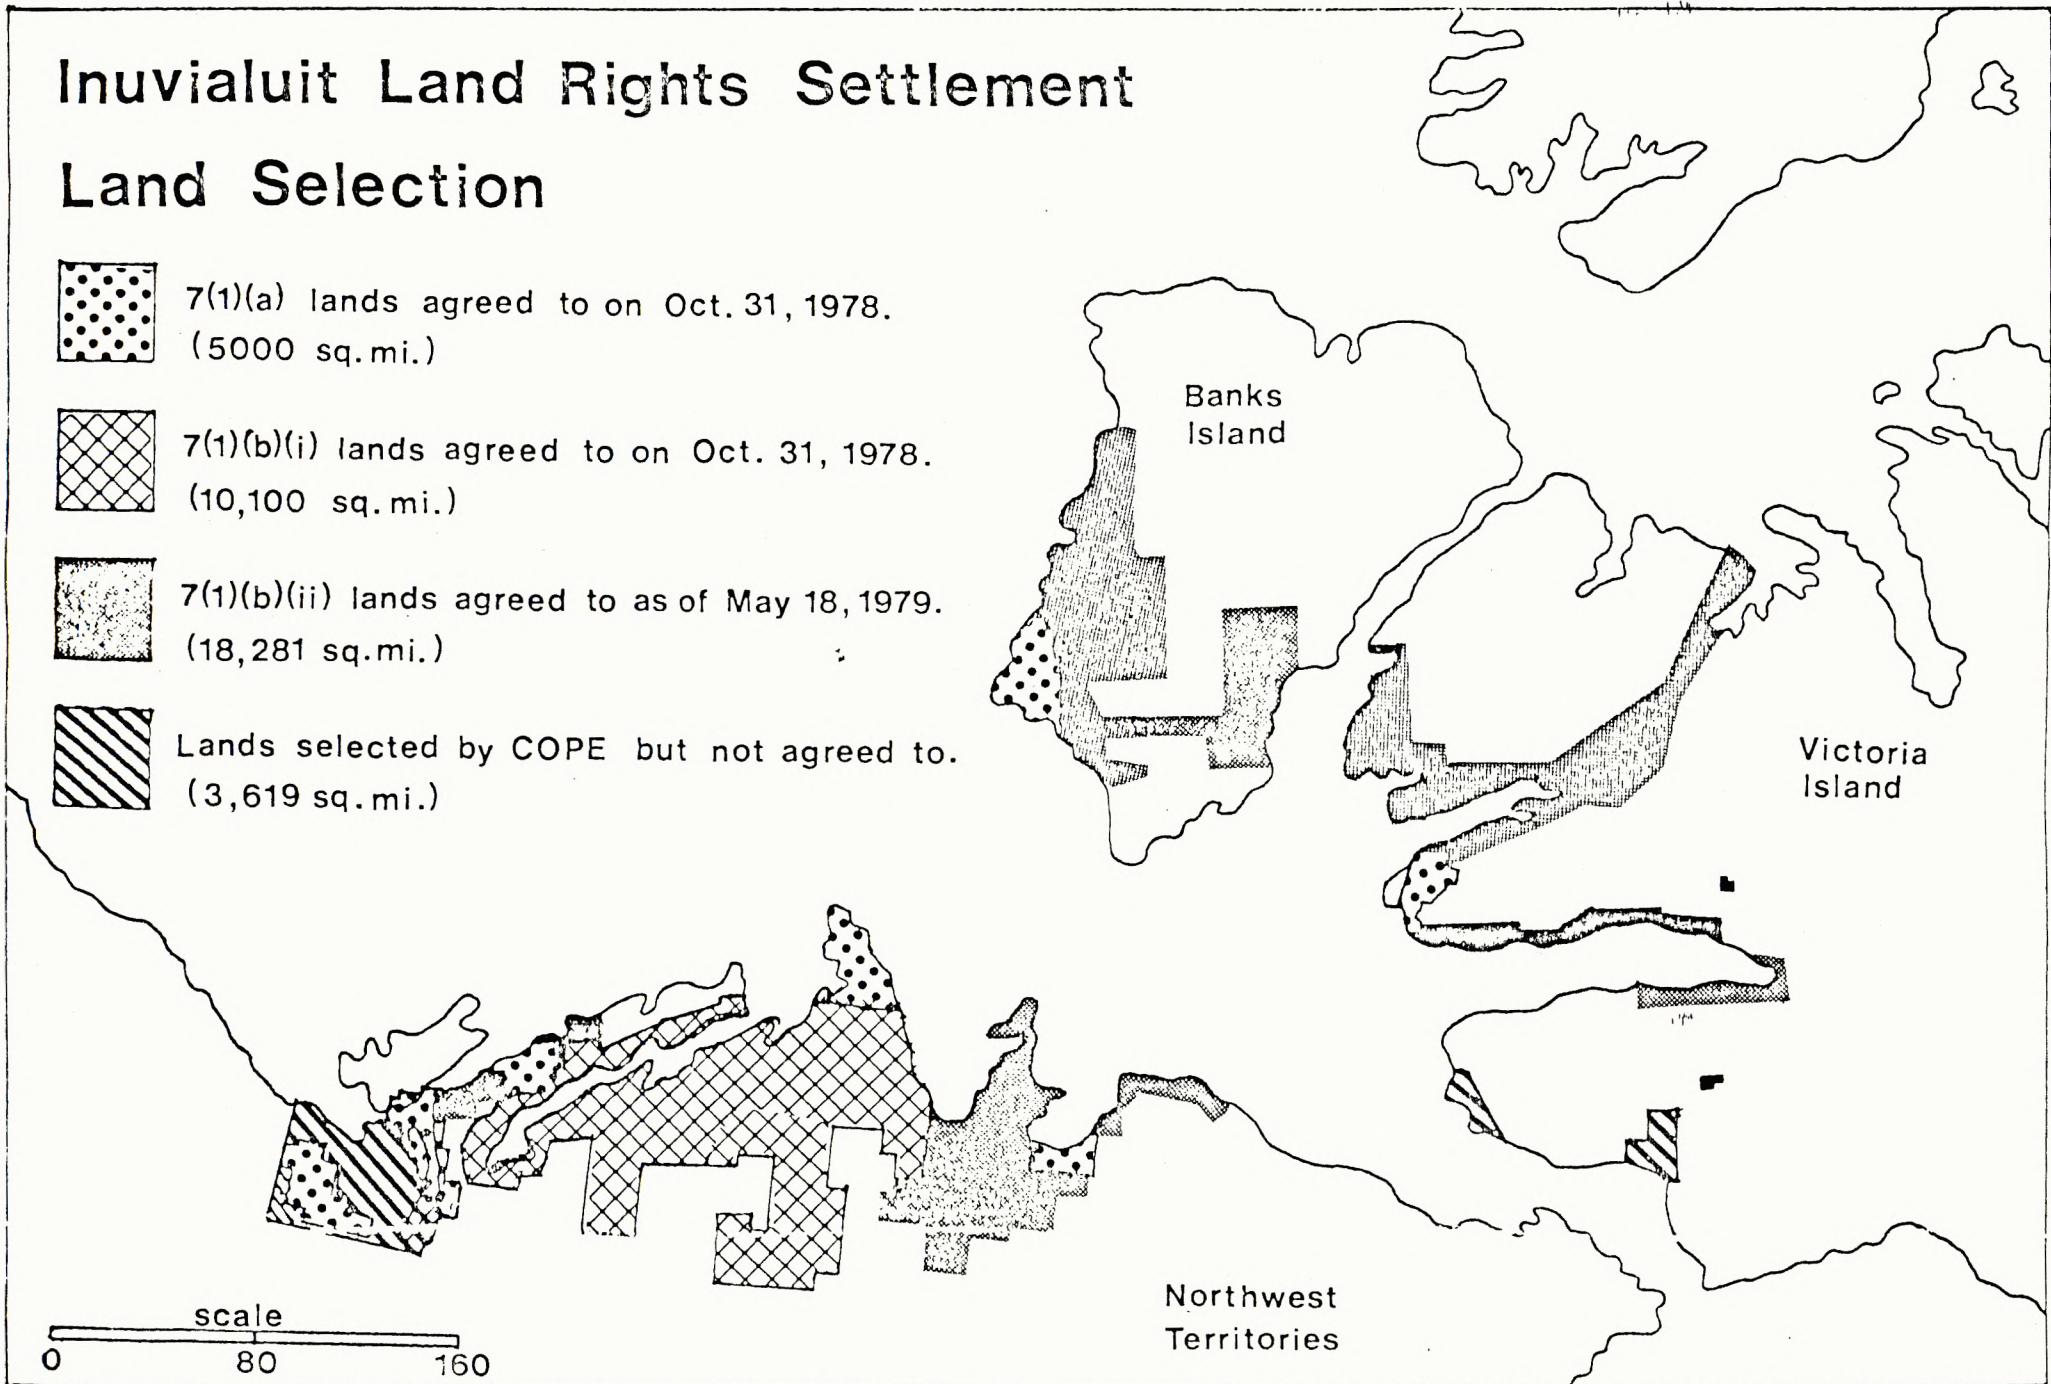 Inuvialuit Land Rights Settlement
Land Selection
7(1)(a) lands agreed to on Oct. 31, 1978.
(5000 sq. mi.)
7(1)(b)(i) lands agreed to on Oct. 31, 1978.
(10,100 sq. mi.)
7(1)(b)(ii) lands agreed to as of May 18, 1979.
(18,281 sq. mi.)
Lands selected by COPE but not agreed to.
(3,619 sq. mi.)
Banks
Island
Victoria
Island
Northwest
Territories
scale
0 80 160